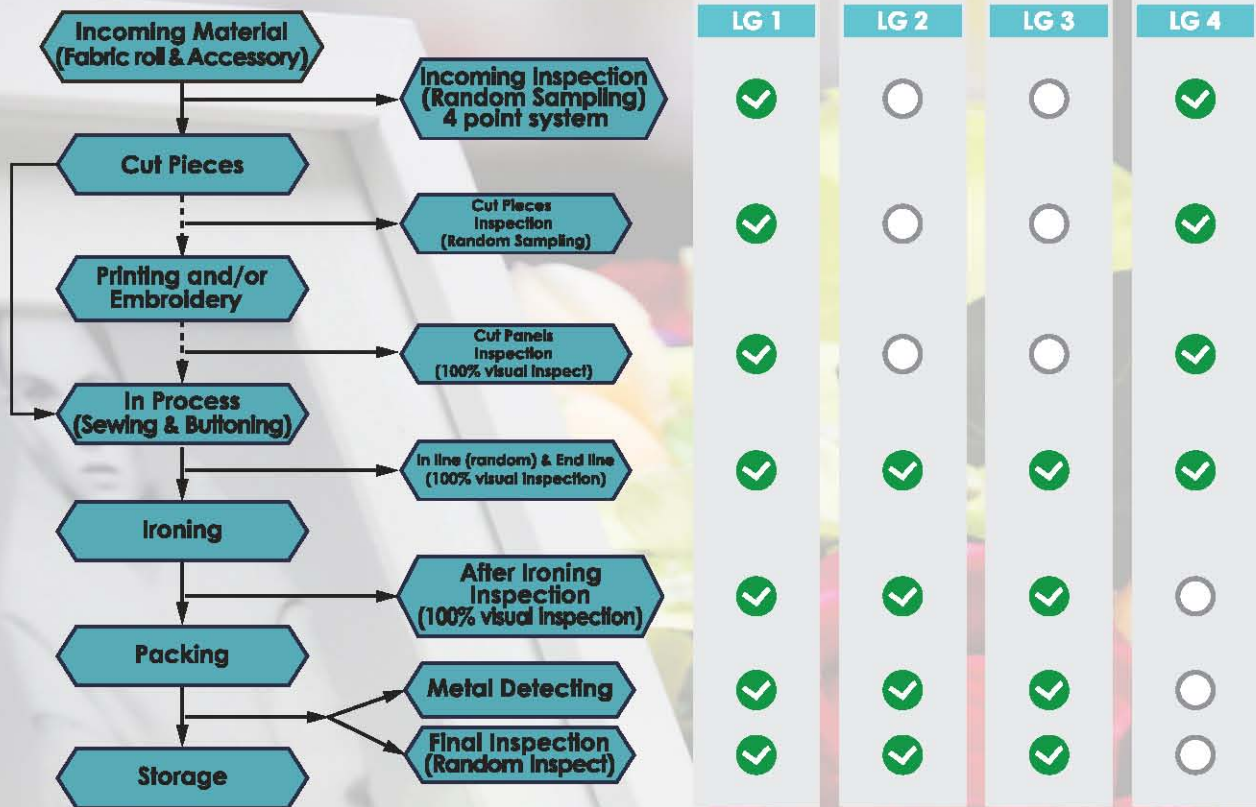 LG 1
LG 2
LG 3
LG 4
Incoming Material
(Fabric roll & Accessory)
Incoming Inspection
(Random Sampling)
4 point system
Cut Pieces
Cut Pieces
Inspection
(Random Sampling)
Printing and/or
Embroidery
Cut Panels
Inspection
(100% visual inspect)
In Process
(Sewing & Buttoning)
In line (random) & End line
(100% visual inspection)
Ironing
After Ironing
Inspection
(100% visual inspection)
Packing
Metal Detecting
Final Inspection
(Random Inspect)
Storage